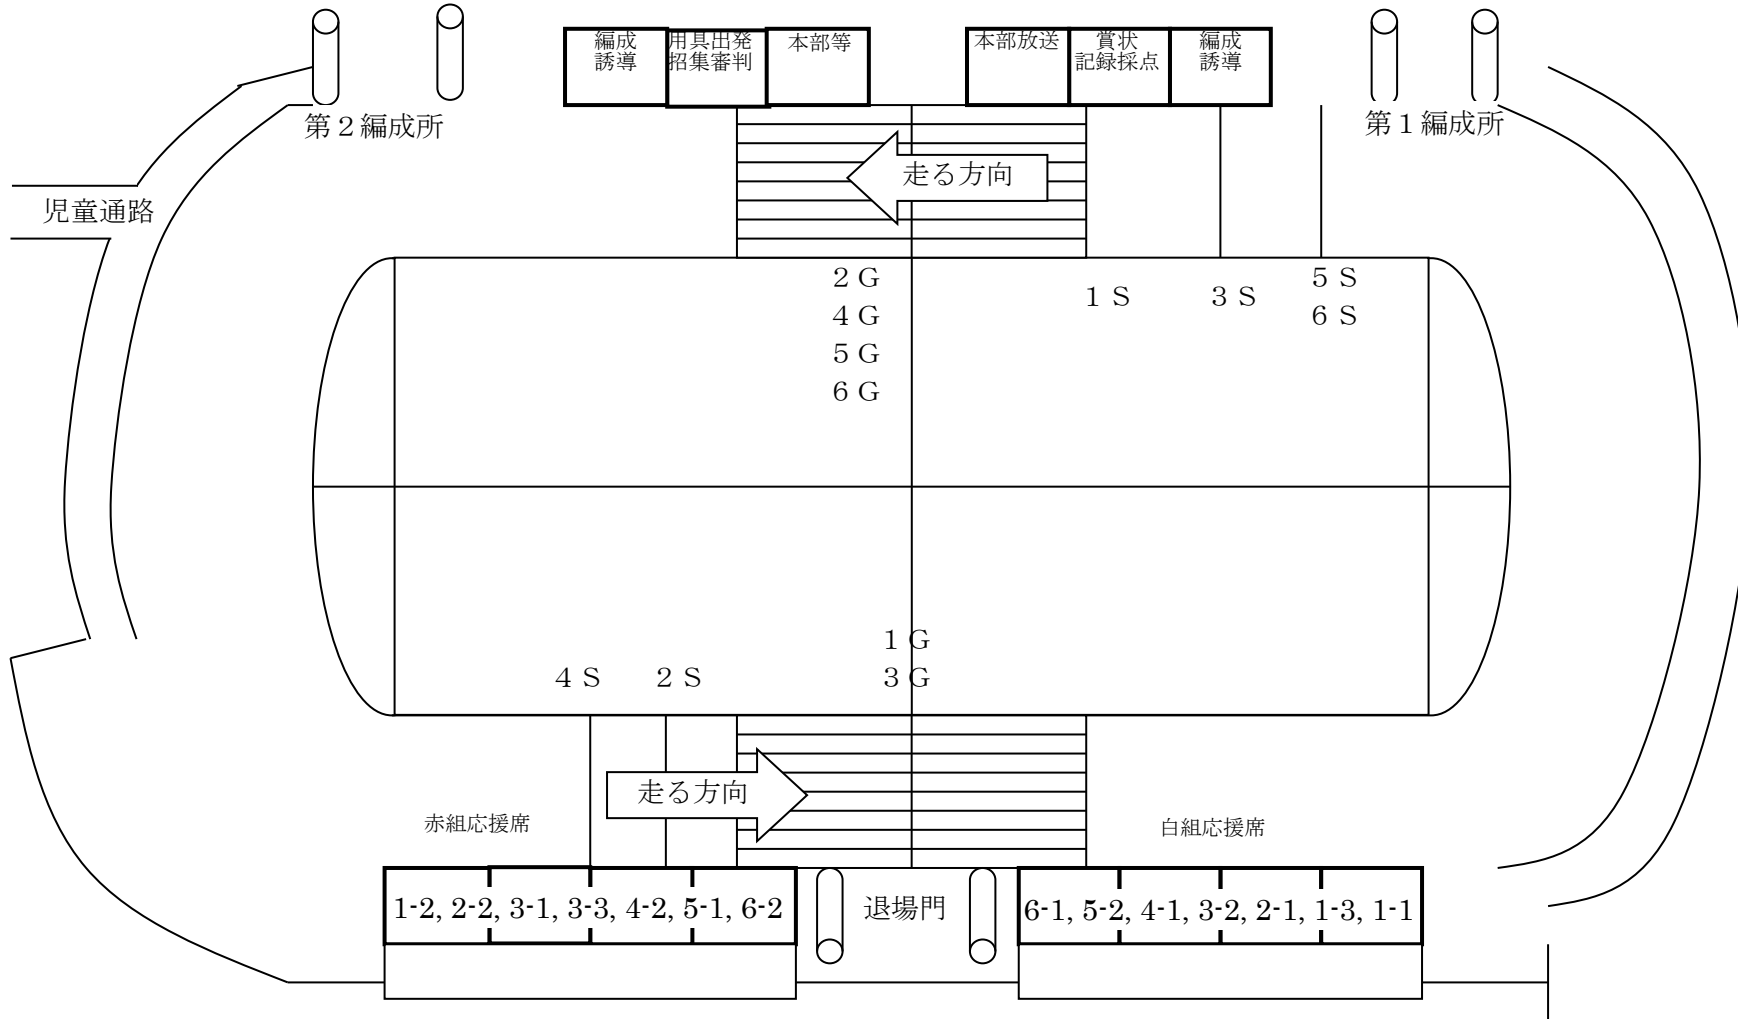 編成
誘導
用具出発
招集審判
本部等
本部放送
賞状
記録採点
編成
誘導
第２編成所
第１編成所
走る方向
児童通路
２Ｇ
４Ｇ
５Ｇ
６Ｇ
１Ｓ
３Ｓ
５Ｓ
６Ｓ
１Ｇ
３Ｇ
４Ｓ
２Ｓ
走る方向
赤組応援席
白組応援席
1-2, 2-2, 3-1, 3-3, 4-2, 5-1, 6-2
退場門
6-1, 5-2, 4-1, 3-2, 2-1, 1-3, 1-1